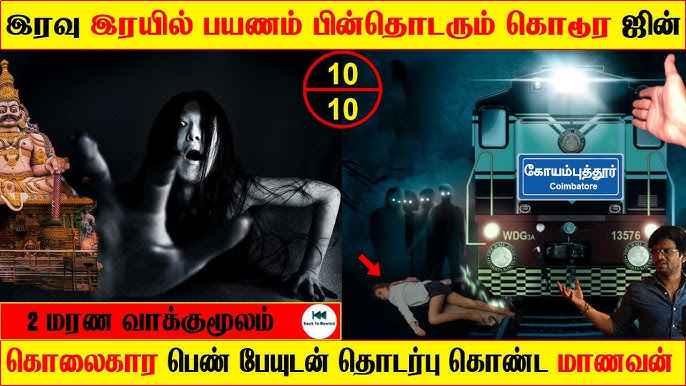 இரவு இரயில் பயணம் பின்தொடரும் கொடூர ஜின்
10
10
கோயம்புத்தூர்
Coimbatore
WDG3A
13576
2 மரண வாக்குமூலம்
Back To Rewind
கொலைகார பெண் பேயுடன் தொடர்பு கொண்ட மாணவன்